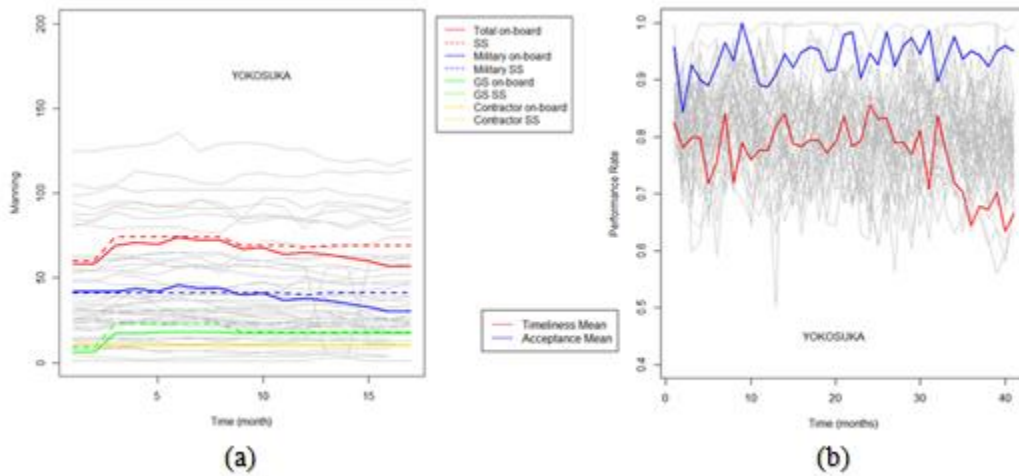 YOKOSUKA
Manning
200
150
100
50
0
5
10
15
Time (month)
(a)
Total on-board
SS
Military on-board
Military SS
GS on-board
GS SS
Contractor on-board
Contractor SS
Timeliness Mean
Acceptance Mean
Performance Rate
1.0
0.9
0.8
0.7
0.6
0.5
0.4
YOKOSUKA
0
10
20
30
40
Time (months)
(b)